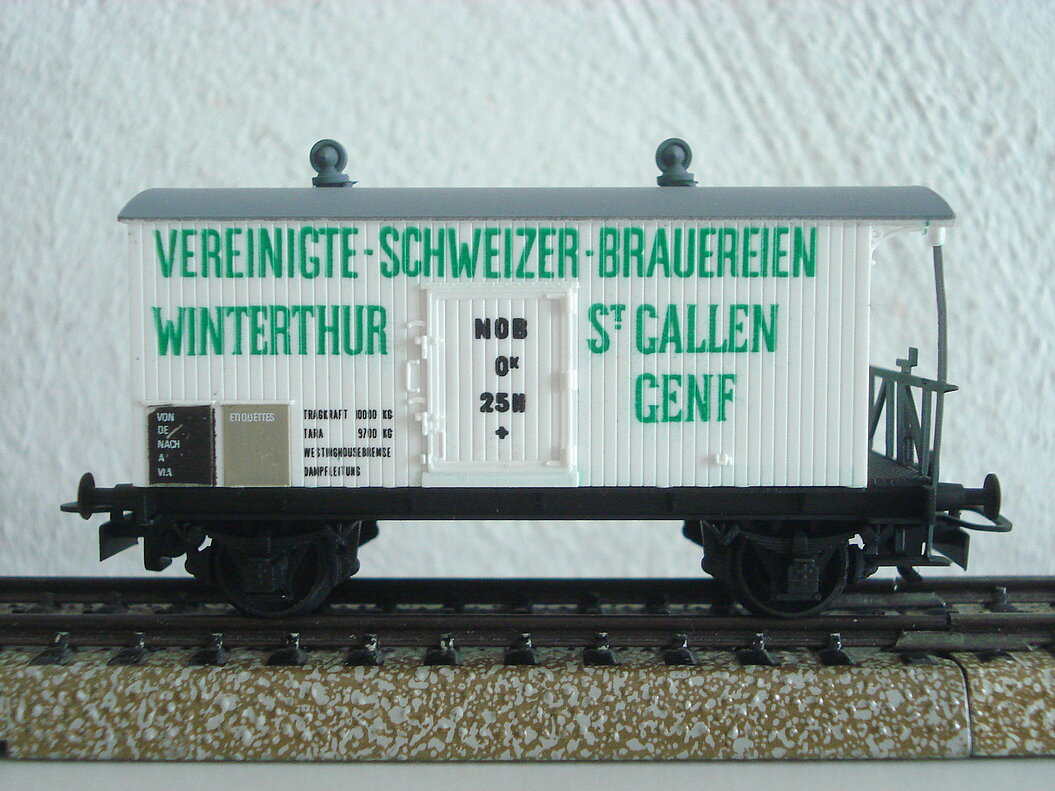 VEREINIGTE-SCHWEIZER-BRAUEREIEN
WINTERTHUR
ST GALLEN
GENF
NOB
OK
25H
+
VON
DE
NACH
A
VIA
ETIQUETTES
TRAGKRAFT 10000 KG
TARA 9700 KG
WESTINGHOUSEBREMSE
DAMPFLEITUNG